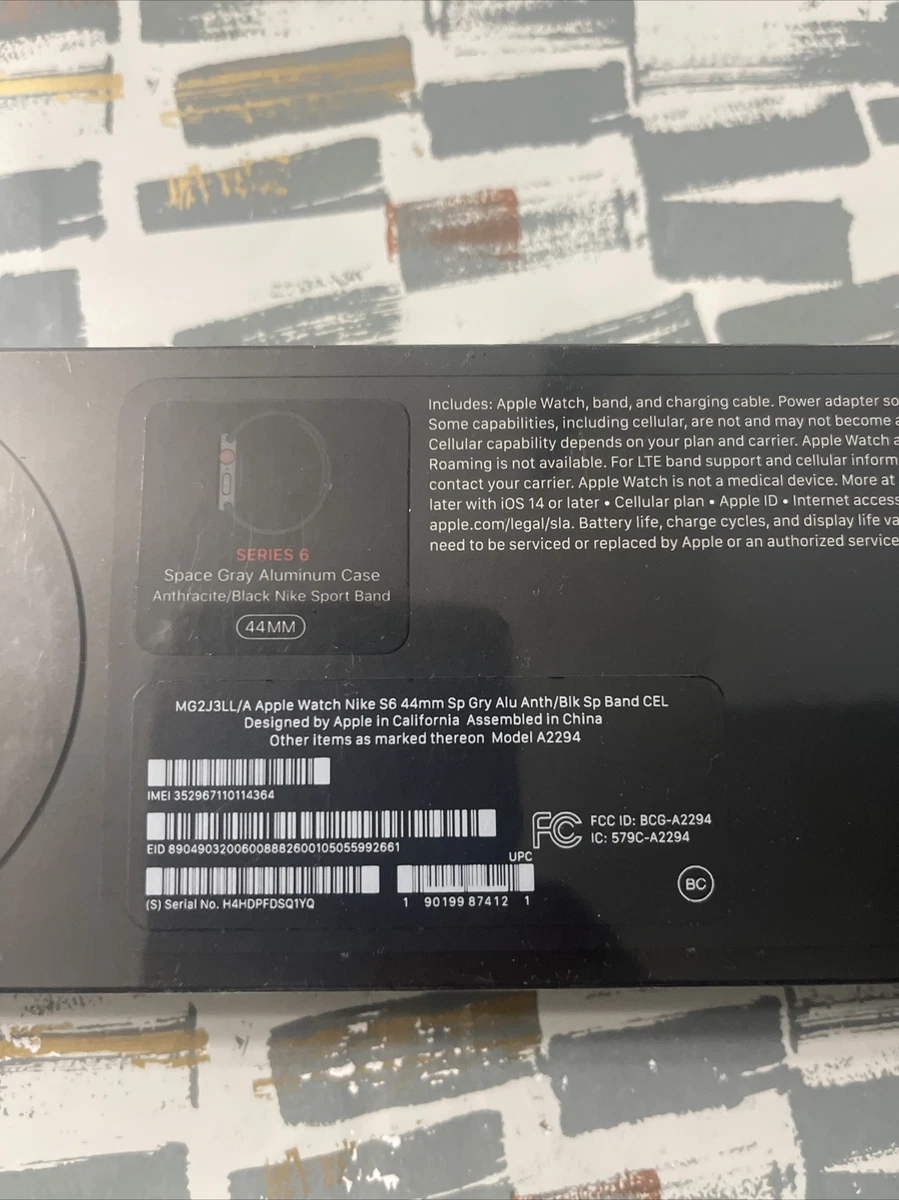 SERIES 6
Space Gray Aluminum Case
Anthracite/Black Nike Sport Band
44MM
Includes: Apple Watch, band, and charging cable. Power adapter so
Some capabilities, including cellular, are not and may not become a
Cellular capability depends on your plan and carrier. Apple Watch a
Roaming is not available. For LTE band support and cellular inform
contact your carrier. Apple Watch is not a medical device. More at
later with iOS 14 or later • Cellular plan • Apple ID • Internet access
apple.com/legal/sla. Battery life, charge cycles, and display life va
need to be serviced or replaced by Apple or an authorized service
MG2J3LL/A Apple Watch Nike S6 44mm Sp Gry Alu Anth/Blk Sp Band CEL
Designed by Apple in California Assembled in China
Other items as marked thereon Model A2294
IMEI 352967110114364
EID 89049032006008882600105055992661
(S) Serial No. H4HDPFDSQ1YQ
UPC
1 90199 87412 1
FC
FCC ID: BCG-A2294
IC: 579C-A2294
BC